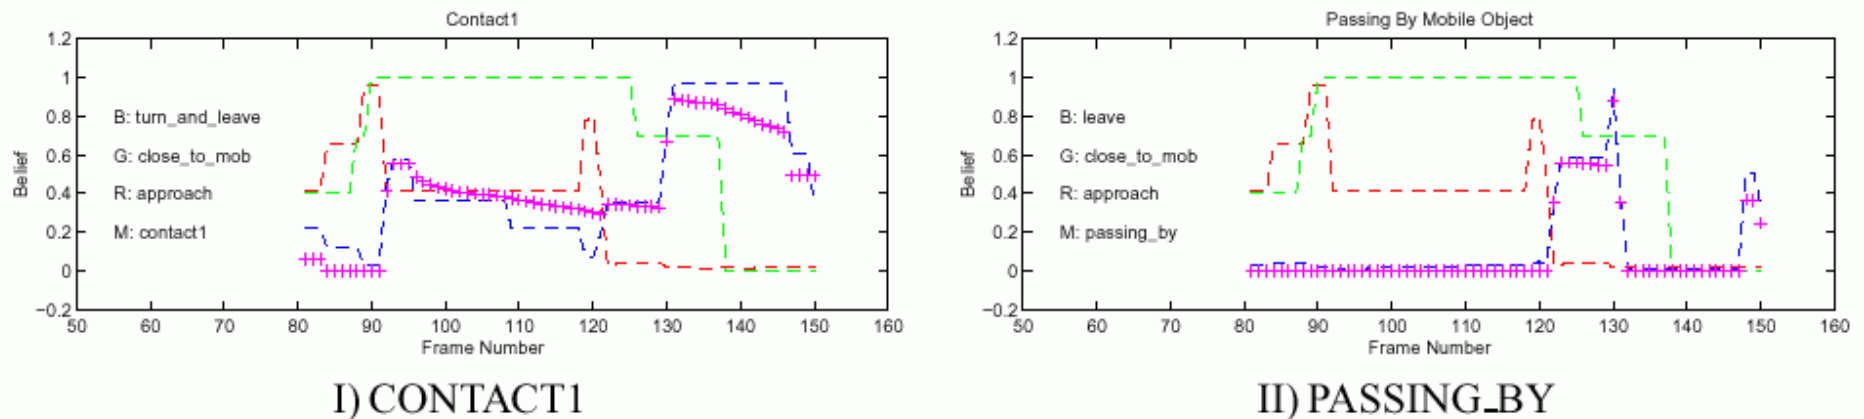 Contact1
1.2
1
0.8
0.6
0.4
0.2
0
−0.2
Belief
B: turn_and_leave
G: close_to_mob
R: approach
M: contact1
50 60 70 80 90 100 110 120 130 140 150 160
Frame Number
I) CONTACT1
Passing By Mobile Object
1.2
1
0.8
0.6
0.4
0.2
0
−0.2
Belief
B: leave
G: close_to_mob
R: approach
M: passing_by
50 60 70 80 90 100 110 120 130 140 150 160
Frame Number
II) PASSING_BY